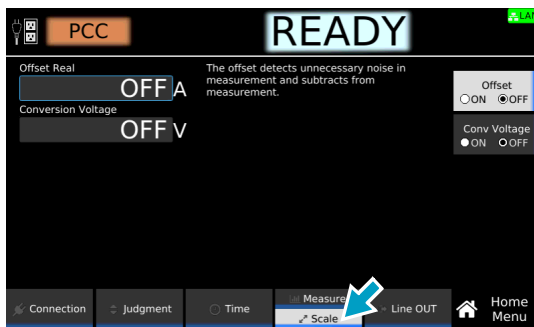 PCC
READY
LAN
Offset Real
OFF A
The offset detects unnecessary noise in
measurement and subtracts from
measurement.
Conversion Voltage
OFF V
Offset
ON OFF
Conv Voltage
ON OFF
Connection
Judgment
Time
Measure
Scale
Line OUT
Home
Menu